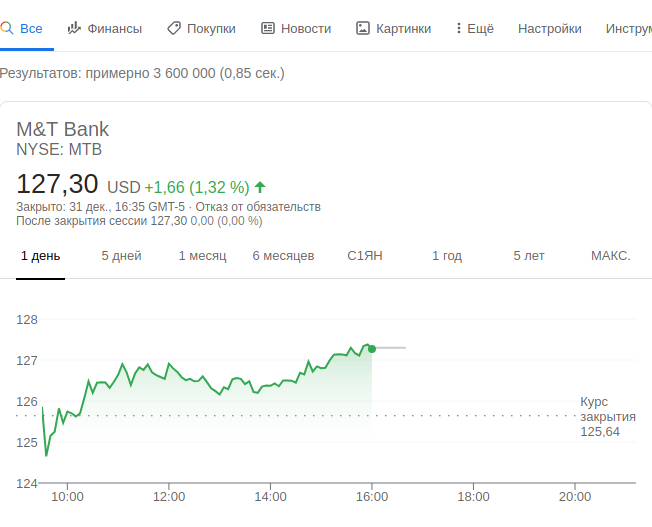 Все Финансы Покупки Новости Картинки Ещё Настройки Инструм
Результатов: примерно 3 600 000 (0,85 сек.)
M&T Bank
NYSE: MTB
127,30 USD +1,66 (1,32 %)
Закрыто: 31 дек., 16:35 GMT-5 · Отказ от обязательств
После закрытия сессии 127,30 0,00 (0,00 %)
1 день 5 дней 1 месяц 6 месяцев С1ЯН 1 год 5 лет МАКС.
128
127
126
125
124
Курс
закрытия
125,64
10:00 12:00 14:00 16:00 18:00 20:00